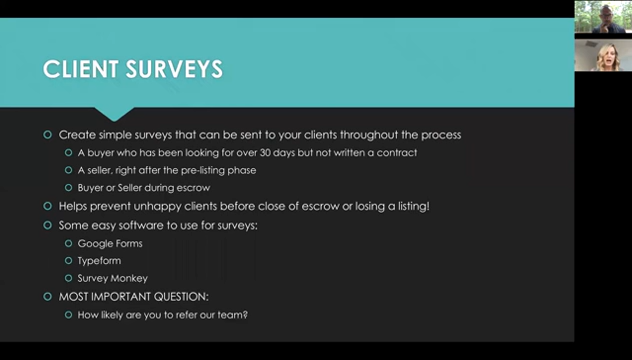 CLIENT SURVEYS
Create simple surveys that can be sent to your clients throughout the process
A buyer who has been looking for over 30 days but not written a contract
A seller, right after the pre-listing phase
Buyer or Seller during escrow
Helps prevent unhappy clients before close of escrow or losing a listing!
Some easy software to use for surveys:
Google Forms
Typeform
Survey Monkey
MOST IMPORTANT QUESTION:
How likely are you to refer our team?